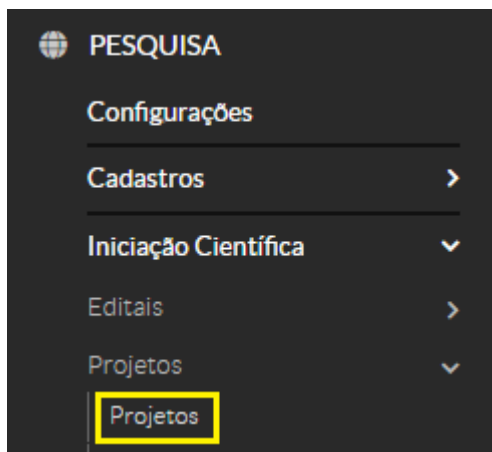 PESQUISA
Configurações
Cadastros
Iniciação Científica
Editais
Projetos
Projetos